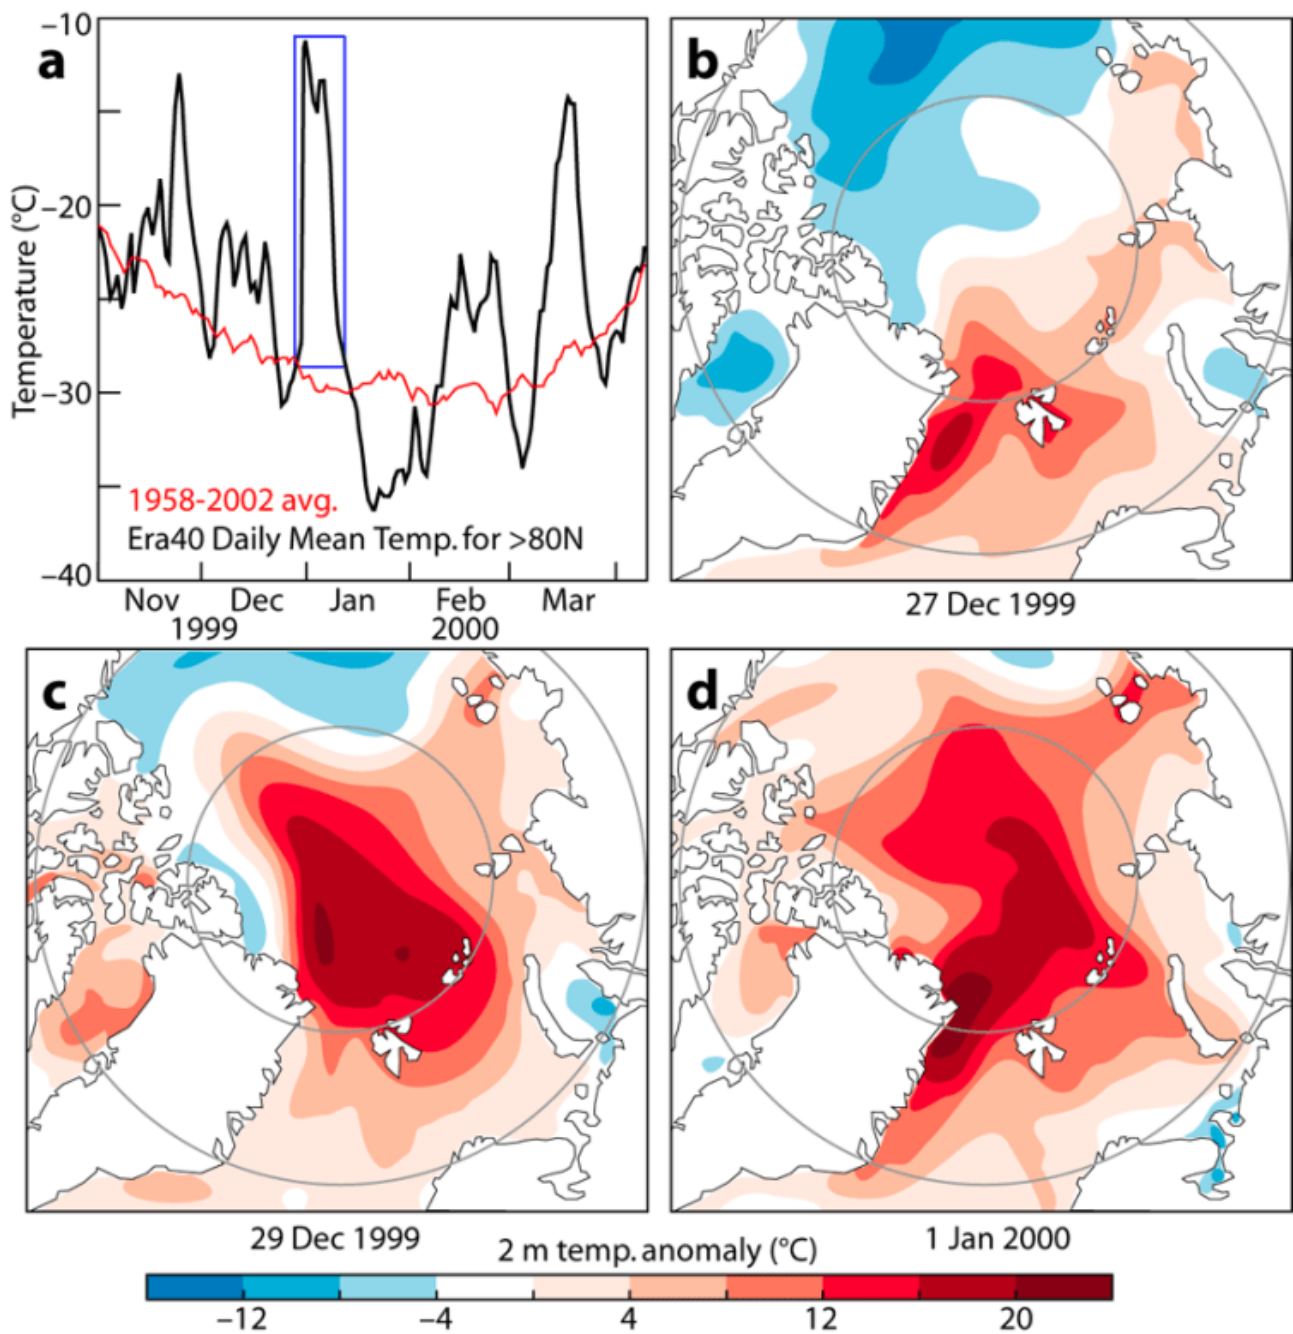 a
−10
−20
−30
−40
Temperature (°C)
1958-2002 avg.
Era40 Daily Mean Temp. for >80N
Nov Dec Jan Feb Mar
1999 2000
b
27 Dec 1999
c
29 Dec 1999
d
1 Jan 2000
2 m temp. anomaly (°C)
−12 −4 4 12 20